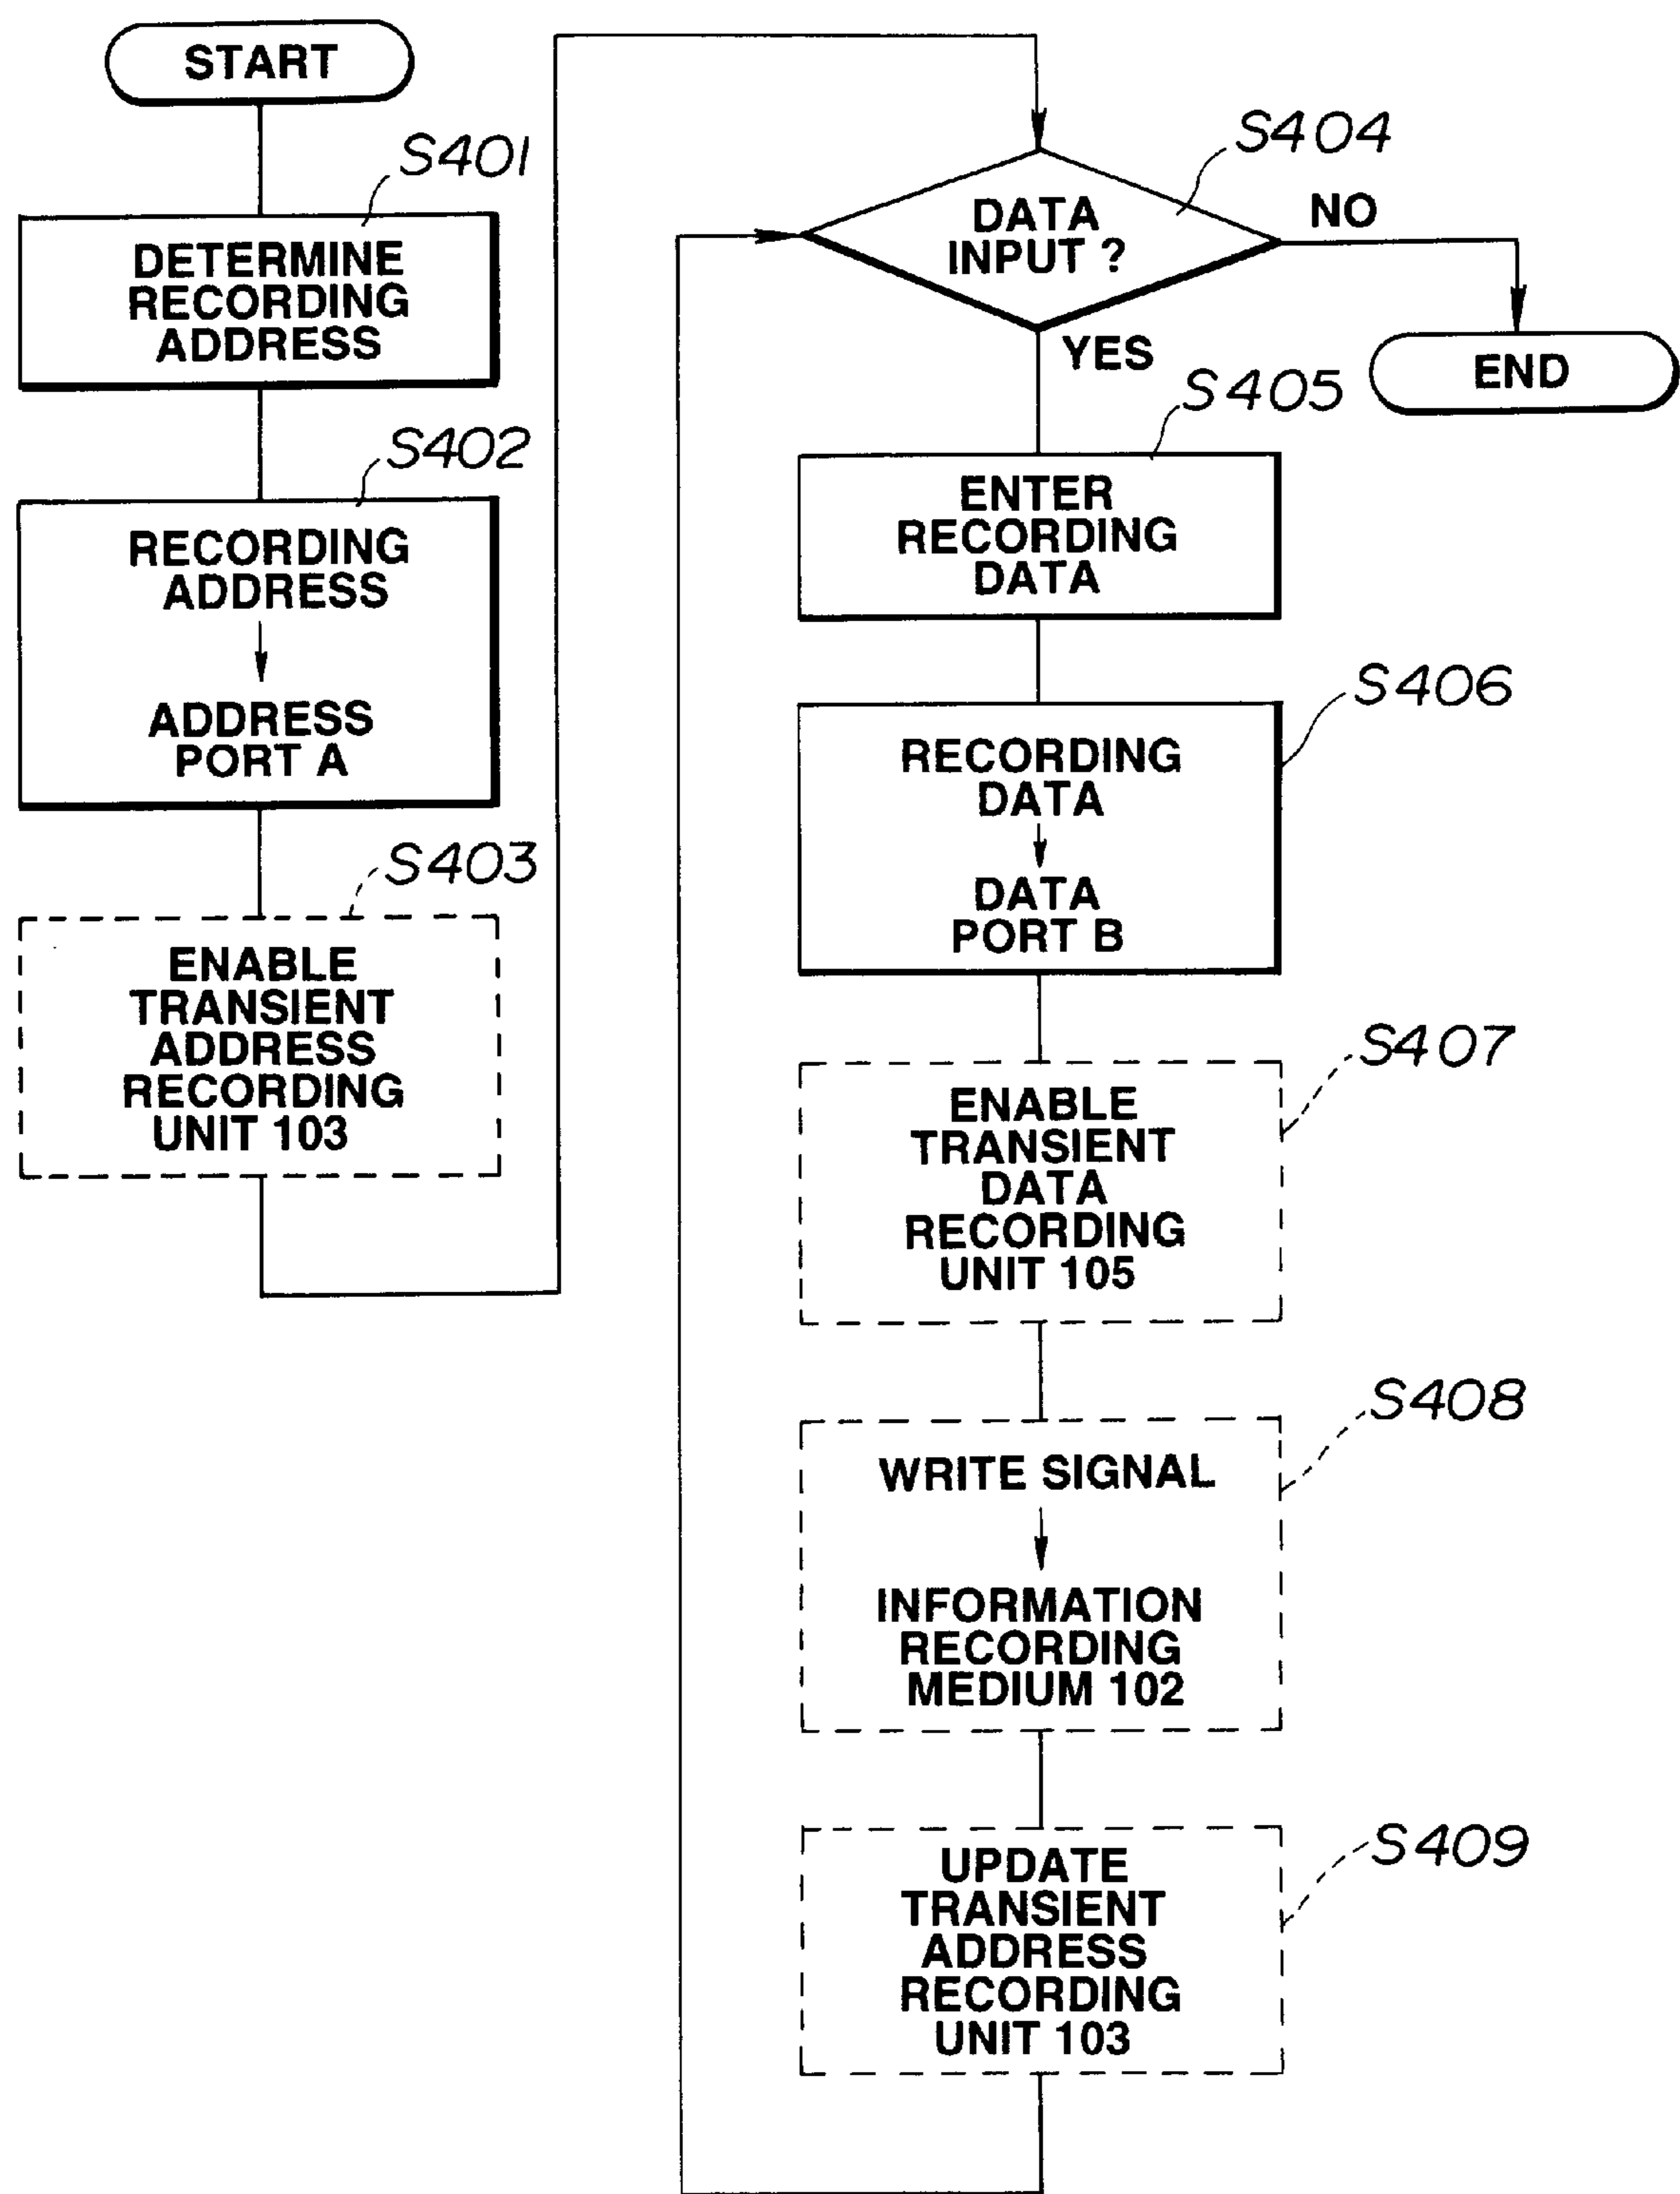 START
S401
DETERMINE
RECORDING
ADDRESS
S402
RECORDING
ADDRESS
ADDRESS
PORT A
S403
ENABLE
TRANSIENT
ADDRESS
RECORDING
UNIT 103
S404
DATA
INPUT ?
NO
END
YES
S405
ENTER
RECORDING
DATA
S406
RECORDING
DATA
DATA
PORT B
S407
ENABLE
TRANSIENT
DATA
RECORDING
UNIT 105
S408
WRITE SIGNAL
INFORMATION
RECORDING
MEDIUM 102
S409
UPDATE
TRANSIENT
ADDRESS
RECORDING
UNIT 103